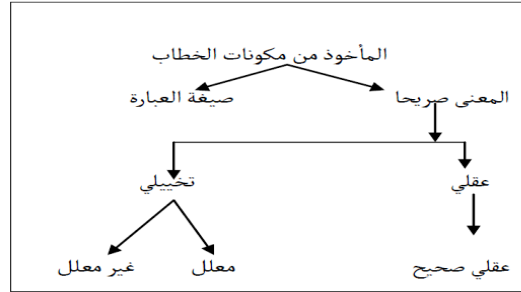 المأخوذ من مكونات الخطاب
المعنى صريحا صيغة العبارة
عقلي تخييلي
عقلي صحيح معلل غير معلل